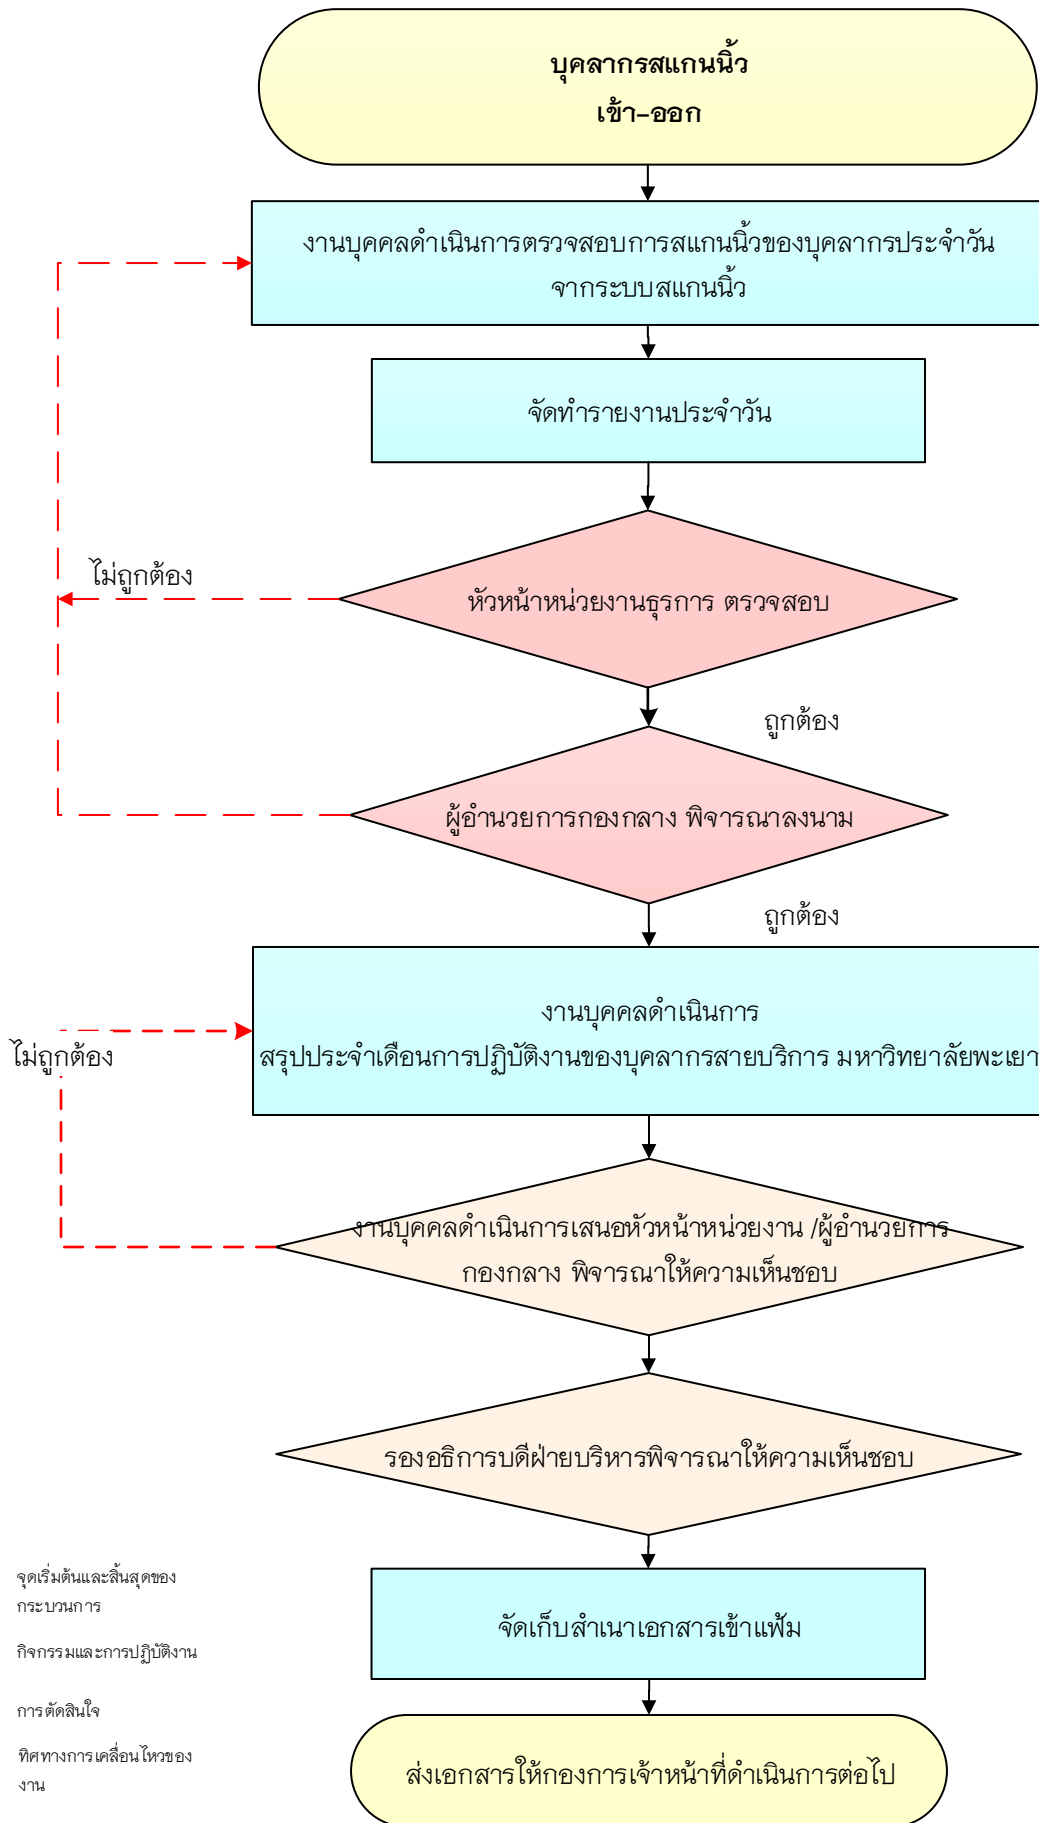 บุคลากรสแกนนิ้ว
เข้า-ออก
งานบุคคลดำเนินการตรวจสอบการสแกนนิ้วของบุคลากรประจำวัน
จากระบบสแกนนิ้ว
จัดทำรายงานประจำวัน
ไม่ถูกต้อง
หัวหน้าหน่วยงานธุรการ ตรวจสอบ
ถูกต้อง
ผู้อำนวยการกองกลาง พิจารณาลงนาม
ถูกต้อง
งานบุคคลดำเนินการ
สรุปประจำเดือนการปฏิบัติงานของบุคลากรสายบริการ มหาวิทยาลัยพะเยา
ไม่ถูกต้อง
งานบุคคลดำเนินการเสนอหัวหน้าหน่วยงาน /ผู้อำนวยการ
กองกลาง พิจารณาให้ความเห็นชอบ
รองอธิการบดีฝ่ายบริหารพิจารณาให้ความเห็นชอบ
จัดเก็บสำเนาเอกสารเข้าแฟ้ม
ส่งเอกสารให้กองการเจ้าหน้าที่ดำเนินการต่อไป
จุดเริ่มต้นและสิ้นสุดของ
กระบวนการ
กิจกรรมและการปฏิบัติงาน
การตัดสินใจ
ทิศทางการเคลื่อนไหวของ
งาน